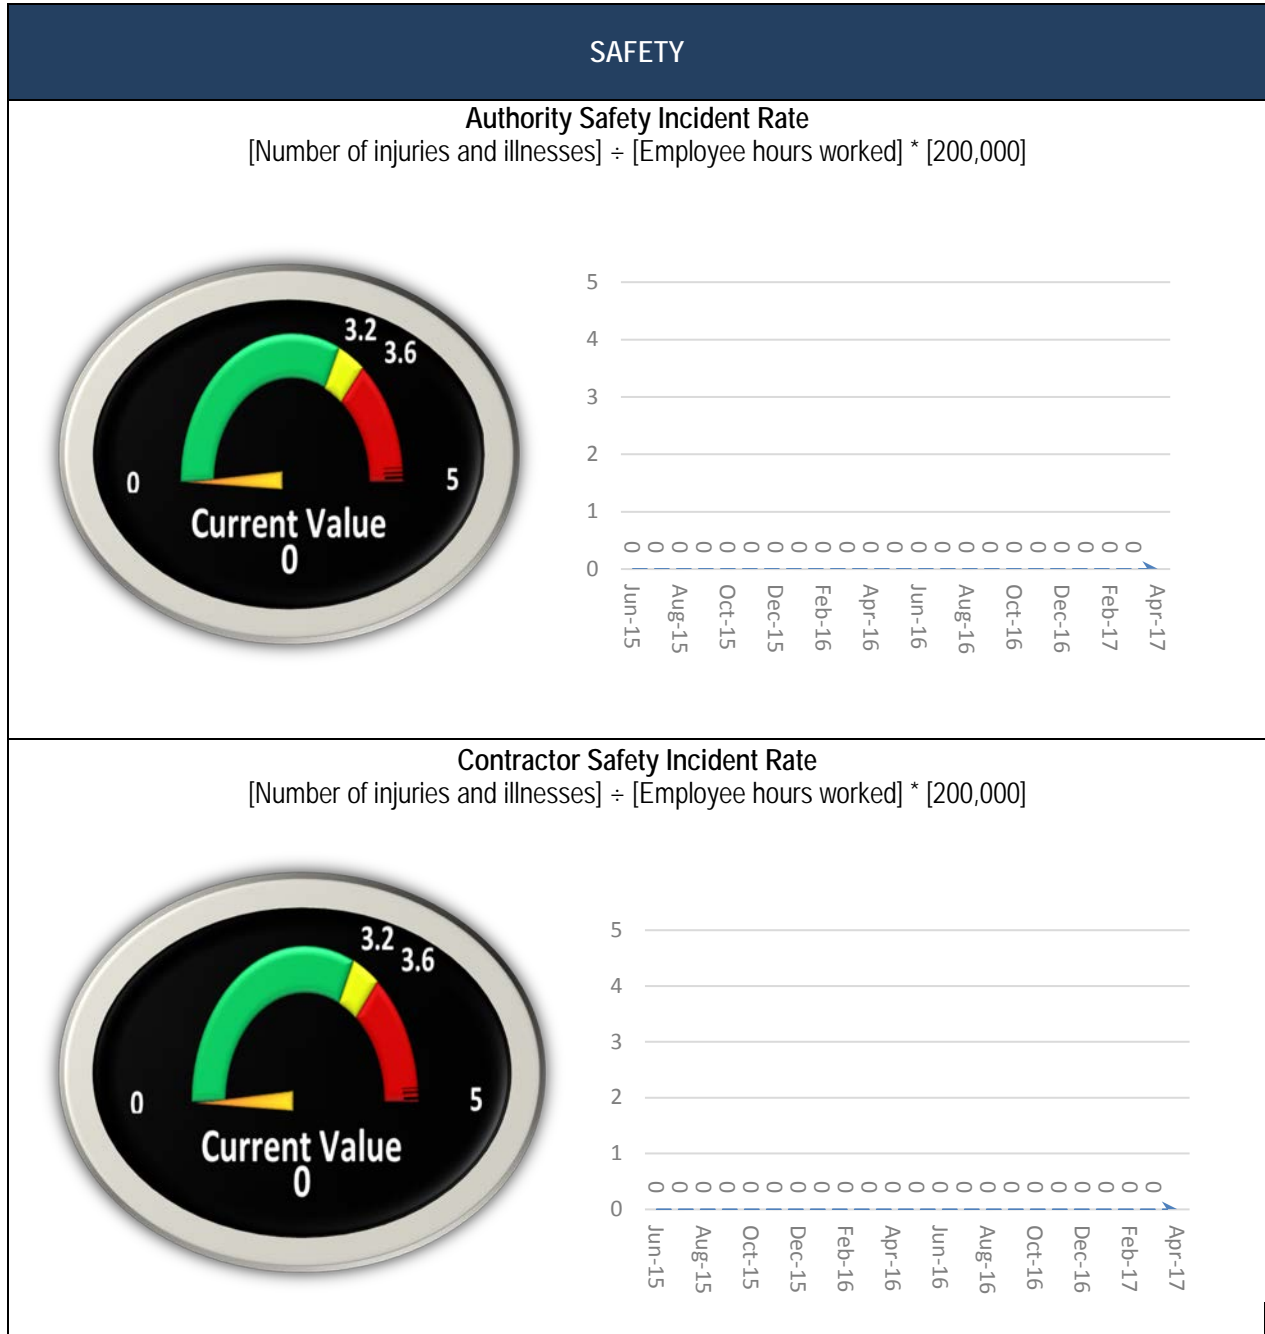 SAFETY
Authority Safety Incident Rate
[Number of injuries and illnesses] ÷ [Employee hours worked] * [200,000]
3.2
3.6
0
5
Current Value
0
5
4
3
2
1
0
0 0 0 0 0 0 0 0 0 0 0 0 0 0 0 0 0 0 0 0 0 0
Jun-15 Aug-15 Oct-15 Dec-15 Feb-16 Apr-16 Jun-16 Aug-16 Oct-16 Dec-16 Feb-17 Apr-17
Contractor Safety Incident Rate
[Number of injuries and illnesses] ÷ [Employee hours worked] * [200,000]
3.2
3.6
0
5
Current Value
0
5
4
3
2
1
0
0 0 0 0 0 0 0 0 0 0 0 0 0 0 0 0 0 0 0 0 0 0
Jun-15 Aug-15 Oct-15 Dec-15 Feb-16 Apr-16 Jun-16 Aug-16 Oct-16 Dec-16 Feb-17 Apr-17